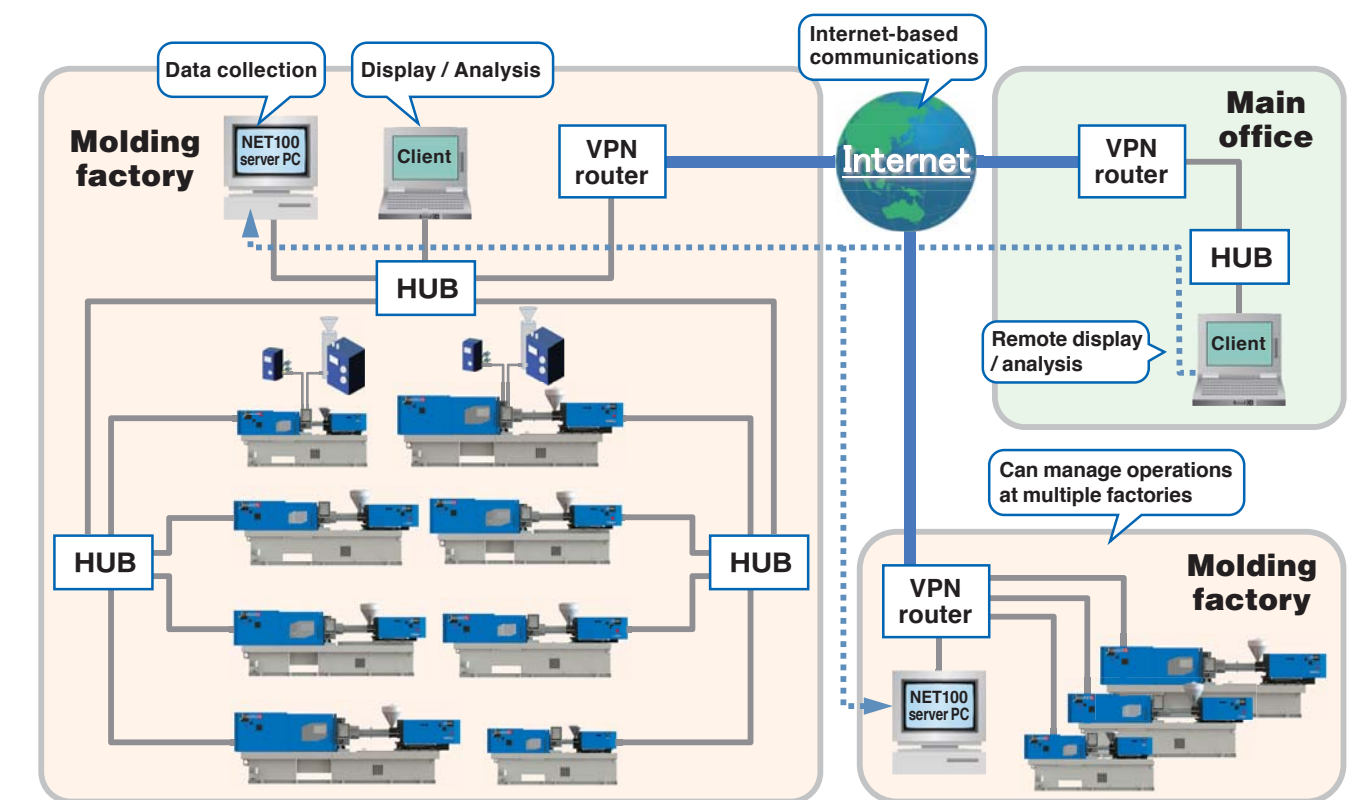 Data collection
Display / Analysis
Internet-based
communications
Molding
factory
NET100
server PC
Client
VPN
router
Internet
VPN
router
Main
office
HUB
HUB
Remote display
/ analysis
Client
Can manage operations
at multiple factories
HUB
HUB
VPN
router
Molding
factory
NET100
server PC